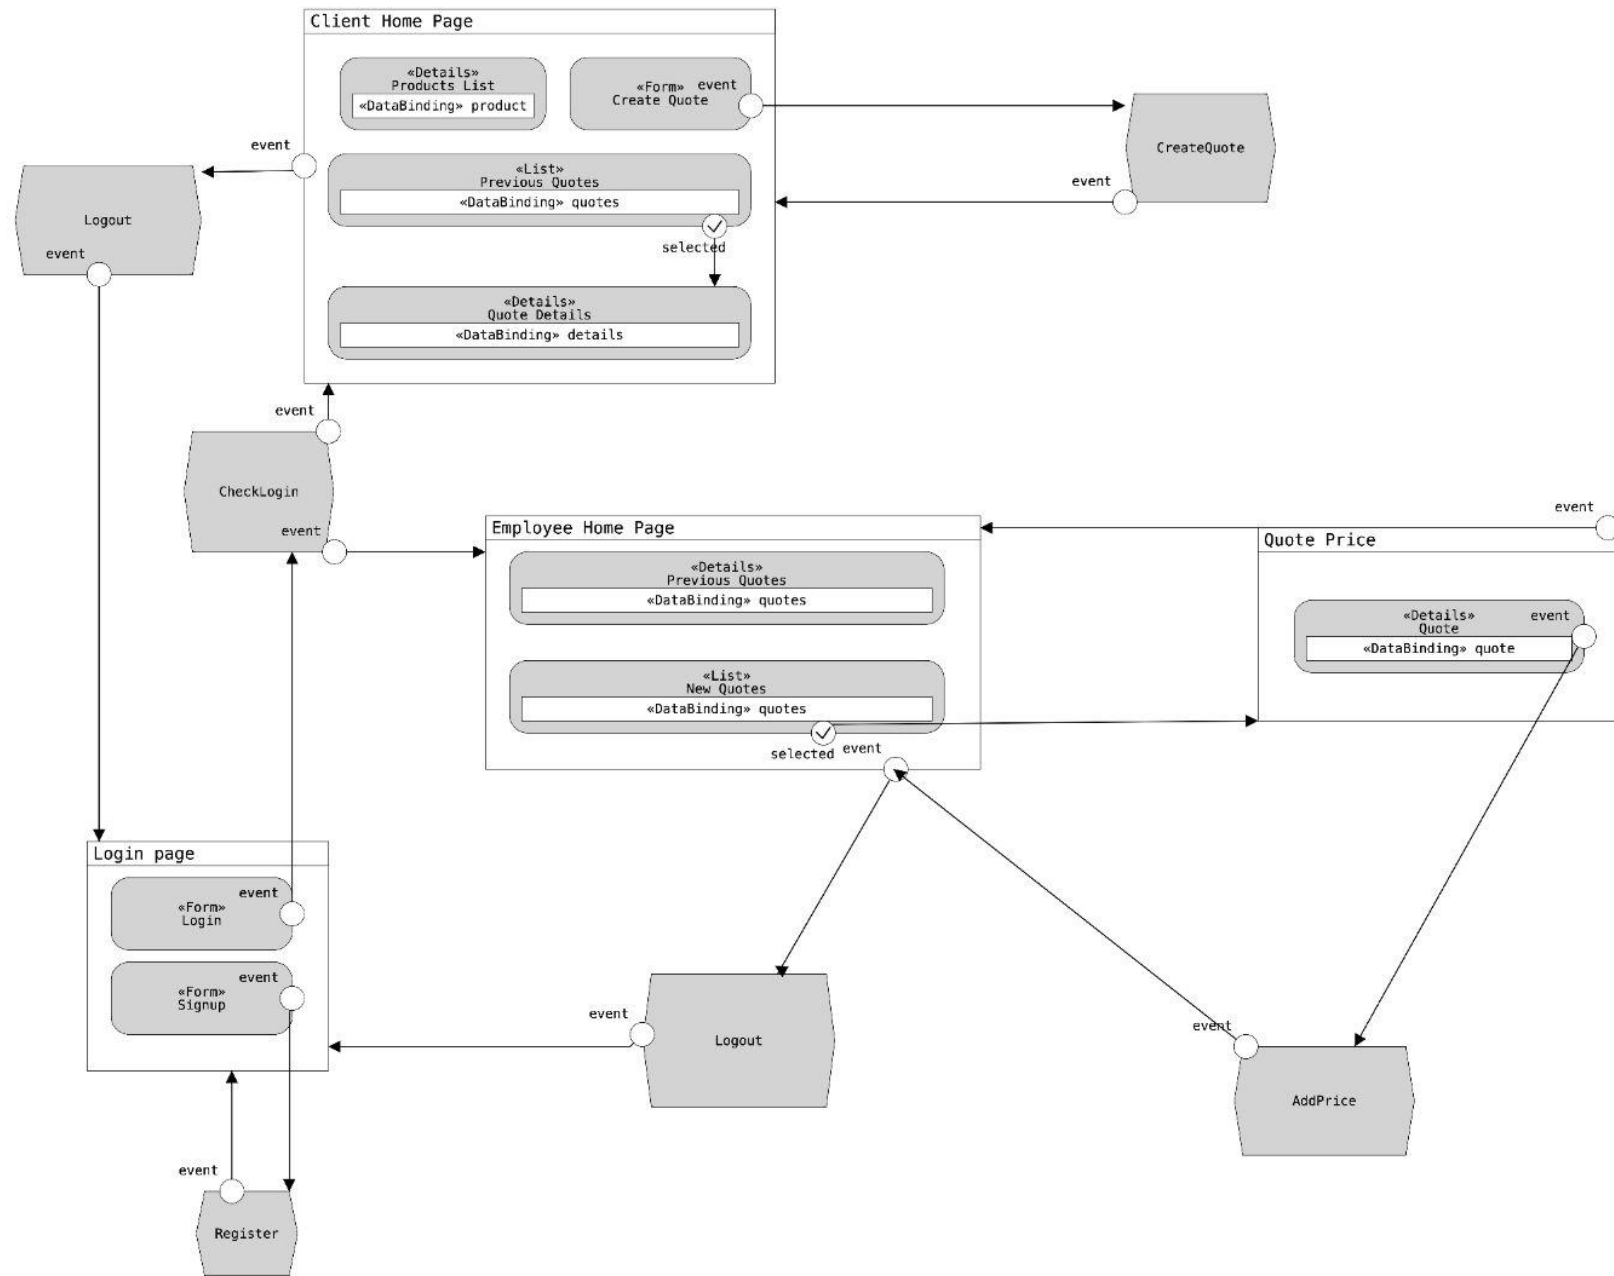 Client Home Page
«Details»
Products List
«DataBinding» product
«Form»
Create Quote
event
CreateQuote
event
event
Logout
event
«List»
Previous Quotes
«DataBinding» quotes
selected
«Details»
Quote Details
«DataBinding» details
event
CheckLogin
event
Employee Home Page
«Details»
Previous Quotes
«DataBinding» quotes
«List»
New Quotes
«DataBinding» quotes
selected
event
event
Quote Price
«Details»
Quote
event
«DataBinding» quote
Login page
event
«Form»
Login
event
«Form»
Signup
event
Logout
event
AddPrice
event
Register